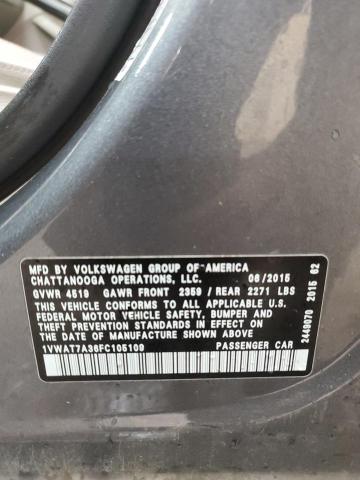 MFD BY VOLKSWAGEN GROUP OF AMERICA
CHATTANOOGA OPERATIONS, LLC. 06/2015
GVWR 4519 GAWR FRONT 2359 / REAR 2271 LBS
THIS VEHICLE CONFORMS TO ALL APPLICABLE U.S.
FEDERAL MOTOR VEHICLE SAFETY, BUMPER AND
THEFT PREVENTION STANDARDS IN EFFECT ON
THE DATE OF MANUFACTURE SHOWN ABOVE.
1VWAT7A36FC105109 PASSENGER CAR
2449070 2015 62